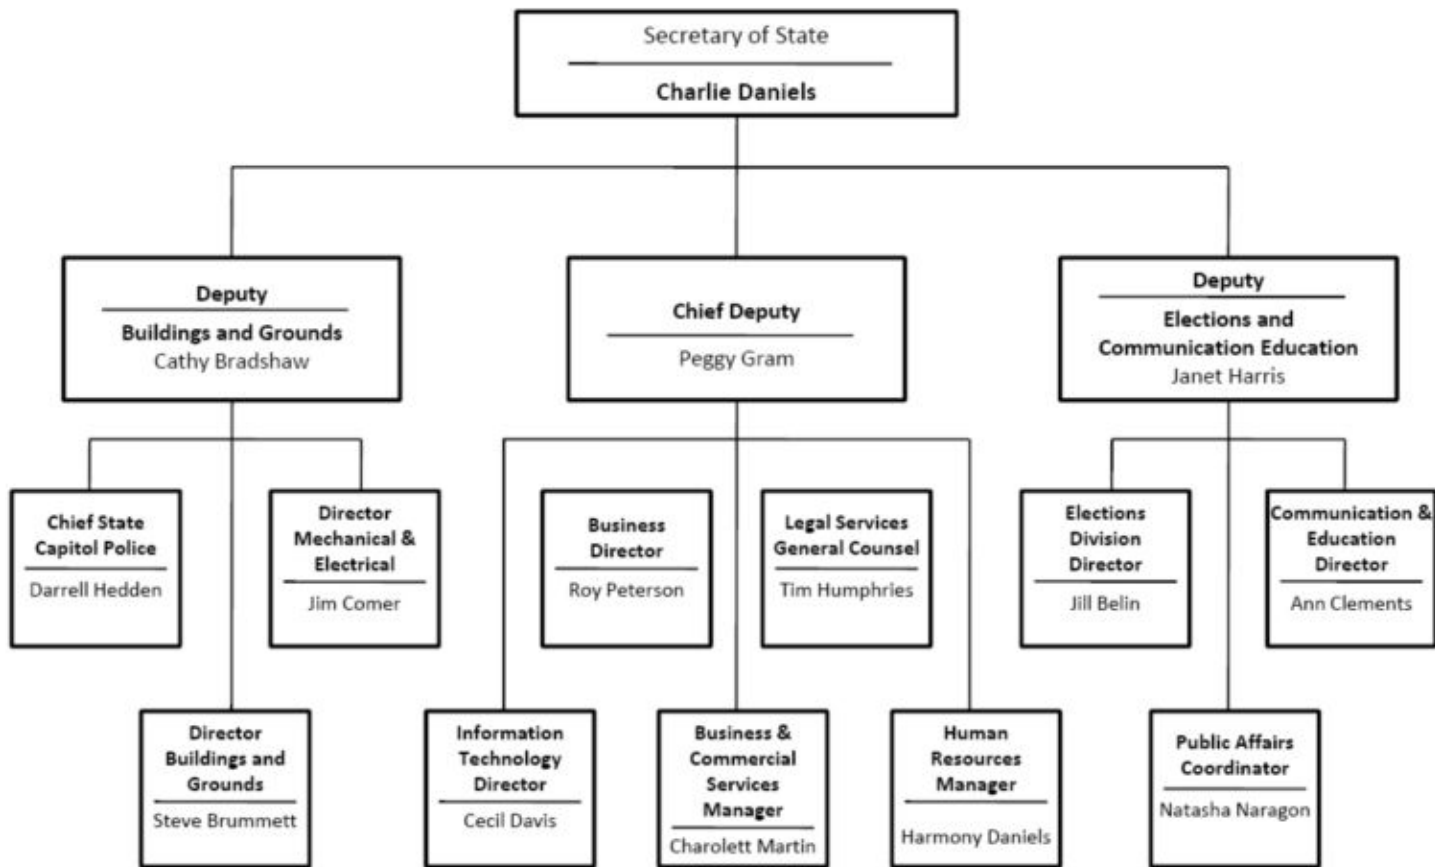 Secretary of State
Charlie Daniels
Deputy
Buildings and Grounds
Cathy Bradshaw
Chief Deputy
Peggy Gram
Deputy
Elections and
Communication Education
Janet Harris
Chief State
Capitol Police
Darrell Hedden
Director
Mechanical &
Electrical
Jim Comer
Business
Director
Roy Peterson
Legal Services
General Counsel
Tim Humphries
Elections
Division
Director
Jill Belin
Communication &
Education
Director
Ann Clements
Director
Buildings and
Grounds
Steve Brummett
Information
Technology
Director
Cecil Davis
Business &
Commercial
Services
Manager
Charolett Martin
Human
Resources
Manager
Harmony Daniels
Public Affairs
Coordinator
Natasha Naragon